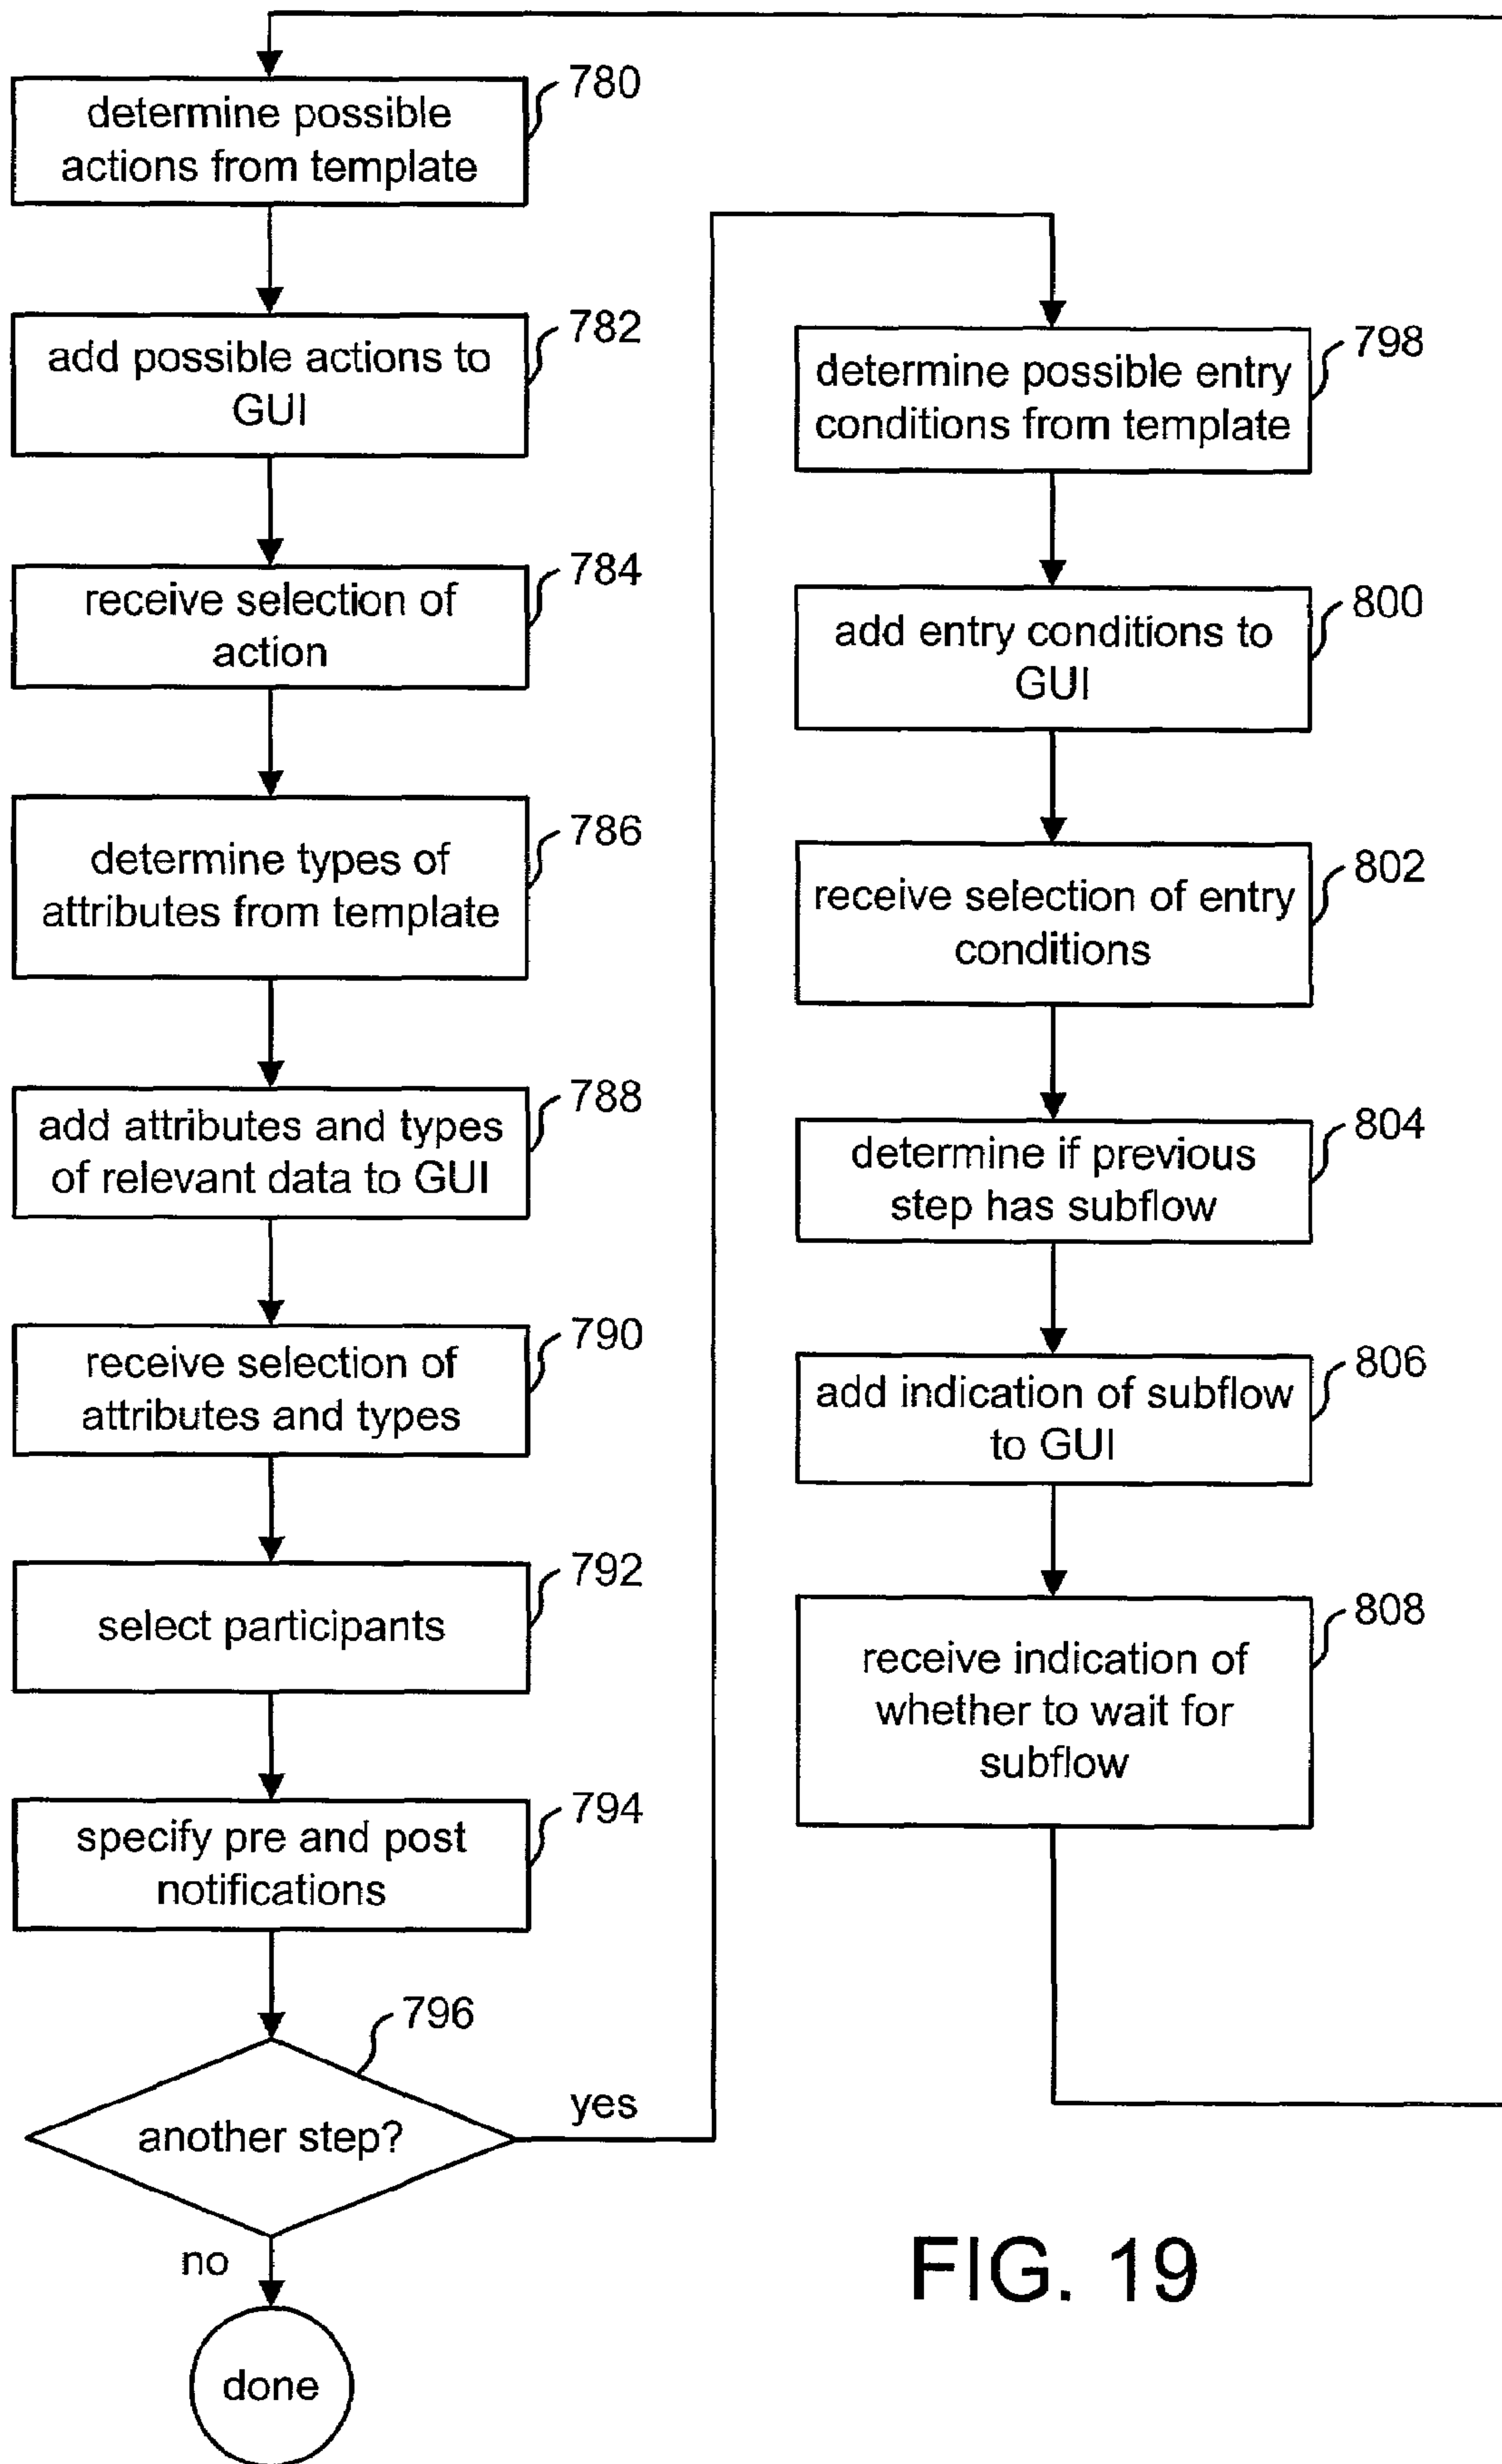 780
determine possible
actions from template
782
add possible actions to
GUI
784
receive selection of
action
786
determine types of
attributes from template
788
add attributes and types
of relevant data to GUI
790
receive selection of
attributes and types
792
select participants
794
specify pre and post
notifications
796
another step?
yes
no
done
798
determine possible entry
conditions from template
800
add entry conditions to
GUI
802
receive selection of entry
conditions
804
determine if previous
step has subflow
806
add indication of subflow
to GUI
808
receive indication of
whether to wait for
subflow
FIG. 19